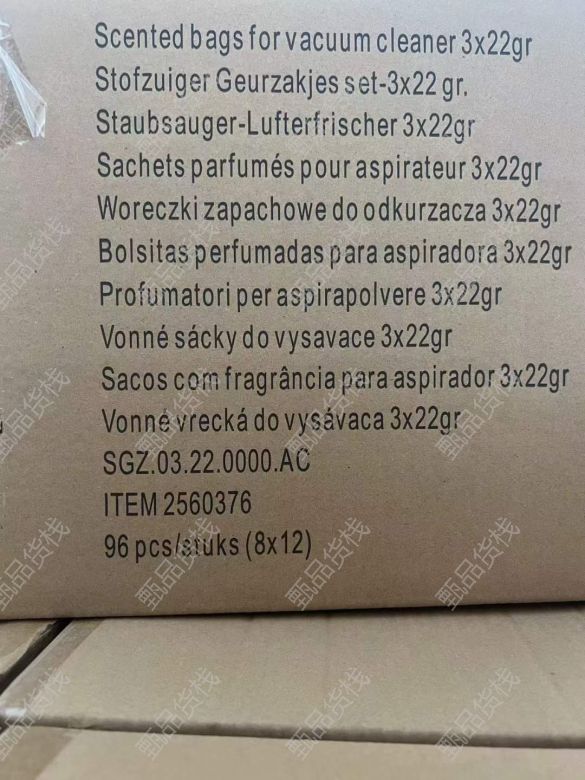 Scented bags for vacuum cleaner 3x22gr
Stofzuiger Geurzakjes set-3x22 gr.
Staubsauger-Lufterfrischer 3x22gr
Sachets parfumés pour aspirateur 3x22gr
Woreczki zapachowe do odkurzacza 3x22gr
Bolsitas perfumadas para aspiradora 3x22gr
Profumatori per aspirapolvere 3x22gr
Vonné sácky do vysavace 3x22gr
Sacos com fragrância para aspirador 3x22gr
Vonné vrecká do vysávaca 3x22gr
SGZ.03.22.0000.AC
ITEM 2560376
96 pcs/stuks (8x12)
甄品货栈